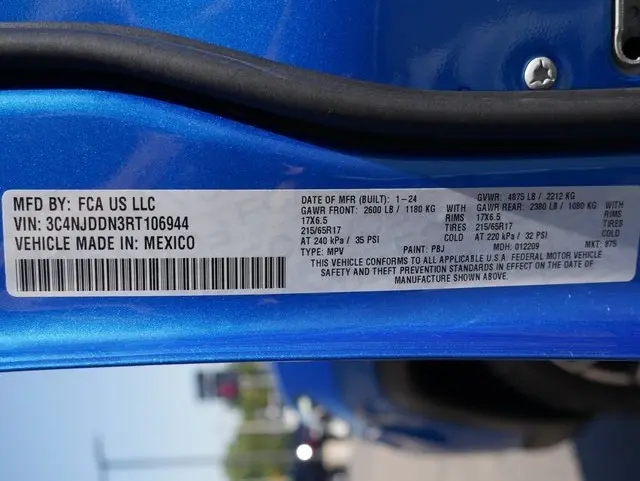 MFD BY: FCA US LLC
VIN: 3C4NJDDN3RT106944
VEHICLE MADE IN: MEXICO
DATE OF MFR (BUILT): 1-24 GVWR: 4875 LB / 2212 KG
GAWR FRONT: 2600 LB / 1180 KG WITH GAWR REAR: 2380 LB / 1080 KG WITH
17X6.5 RIMS 17X6.5 RIMS
215/65R17 TIRES 215/65R17 TIRES
AT 240 kPa / 35 PSI COLD AT 220 kPa / 32 PSI COLD
TYPE: MPV PAINT: PBJ MDH: 012209 MKT: 875
THIS VEHICLE CONFORMS TO ALL APPLICABLE U.S.A. FEDERAL MOTOR VEHICLE
SAFETY AND THEFT PREVENTION STANDARDS IN EFFECT ON THE DATE OF
MANUFACTURE SHOWN ABOVE.